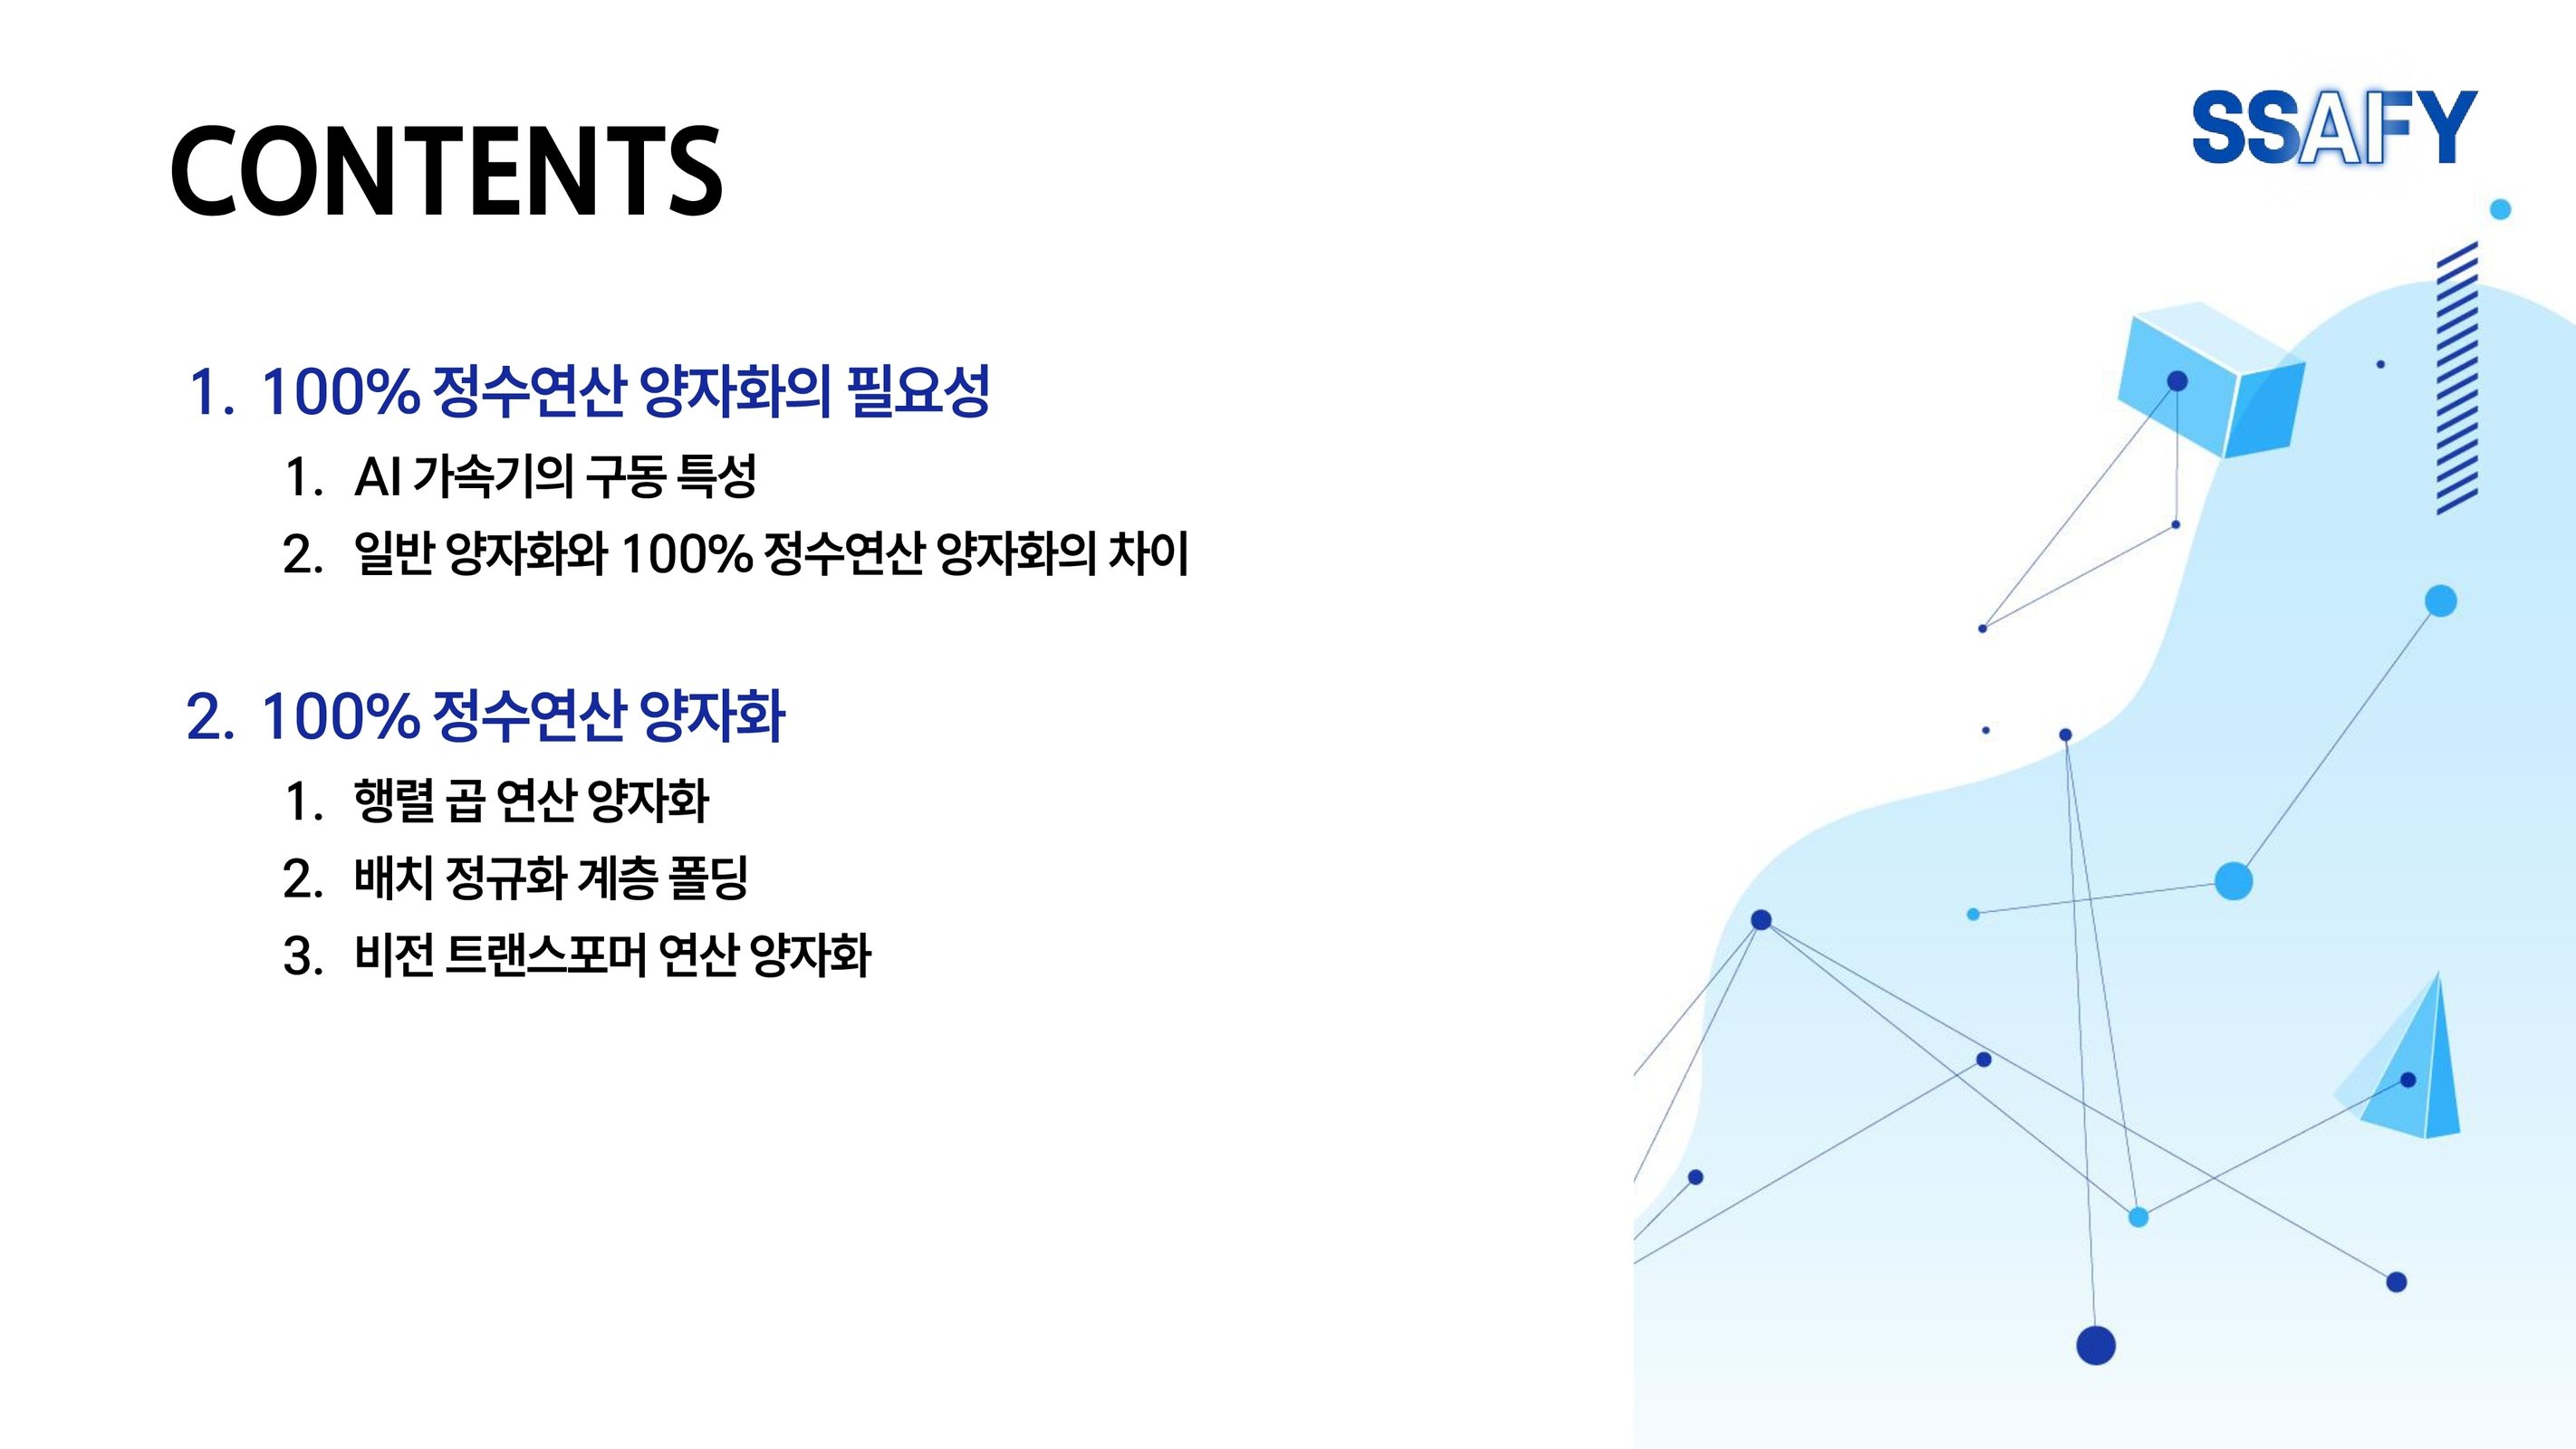 CONTENTS
SSAFY
1. 100% 정수연산 양자화의 필요성
1. AI 가속기의 구동 특성
2. 일반 양자화와 100% 정수연산 양자화의 차이
2. 100% 정수연산 양자화
1. 행렬 곱 연산 양자화
2. 배치 정규화 계층 폴딩
3. 비전 트랜스포머 연산 양자화